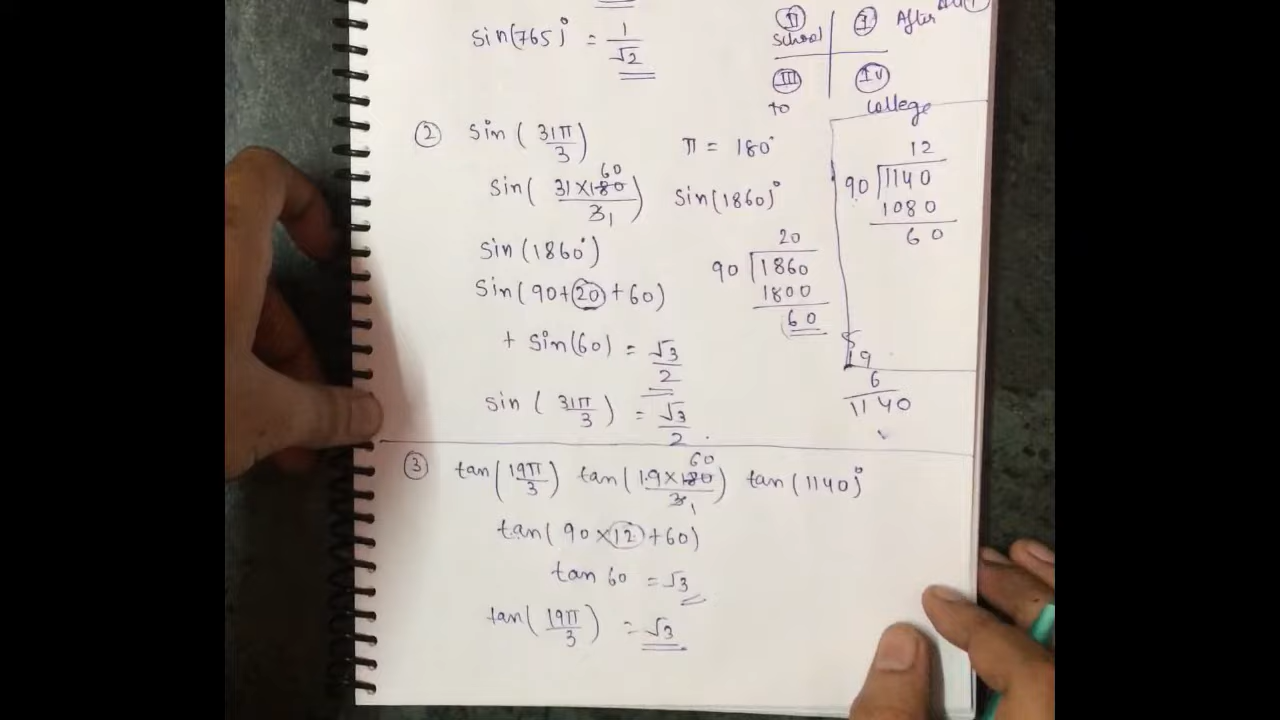 sin(765)° = 1/√2
II I After
School
III IV
to College
② sin( 31π/3 ) π = 180°
sin( 31×180/3 ) 60 1 sin(1860)°
sin(1860°)
sin(90+20+60)
+ sin(60) = √3/2
sin( 31π/3 ) = √3/2
20
90 1860
1800
60
12
90 1140
1080
60
19
6
1140
③ tan(19π/3) tan(19×180/3) 60 1 tan(1140)°
tan( 90×12+60)
tan 60 = √3
tan( 19π/3 ) = √3